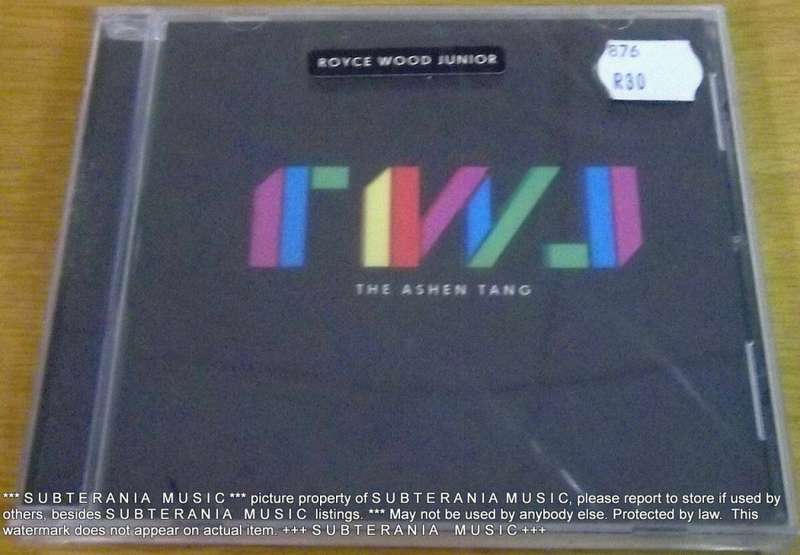 ROYCE WOOD JUNIOR
876
R30
rWJ
THE ASHEN TANG
*** S U B T E R A N I A   M U S I C *** picture property of S U B T E R A N I A  M U S I C, please report to store if used by
others, besides S U B T E R A N I A   M U S I C  listings. *** May not be used by anybody else. Protected by law.  This
watermark does not appear on actual item. +++ S U B T E R A N I A   M U S I C +++